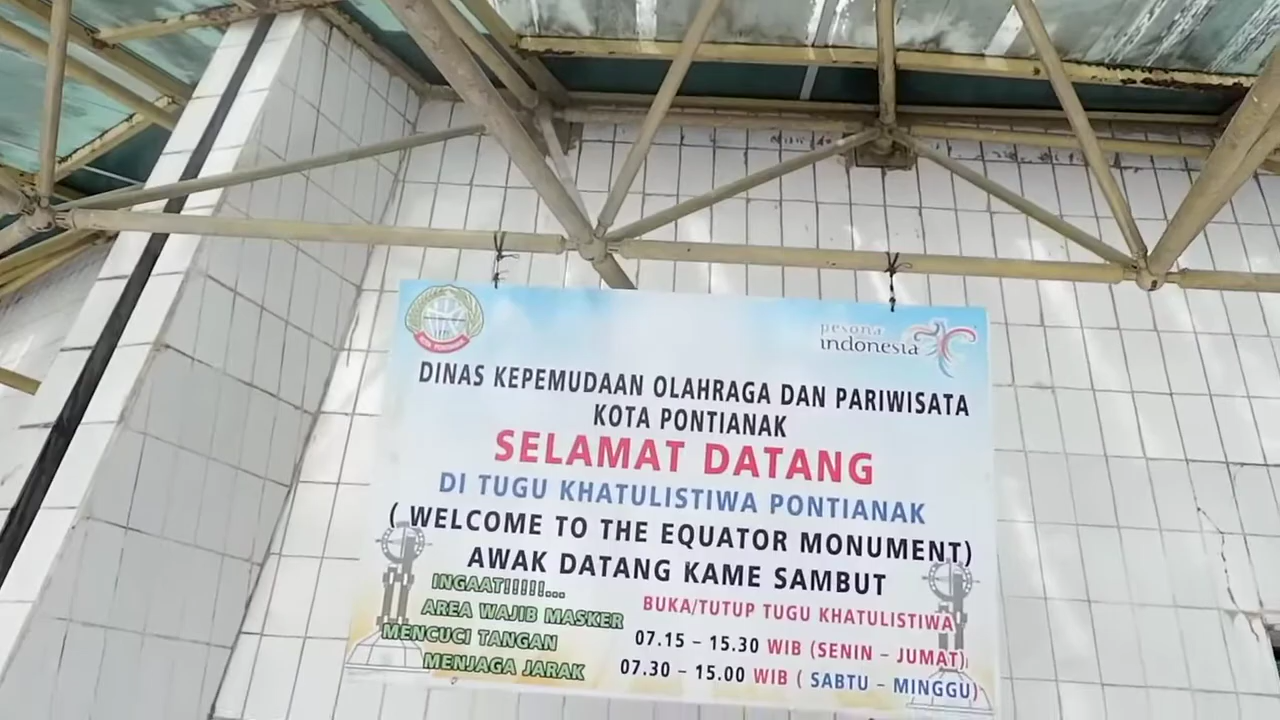 KOTA PONTIANAK
pesona
indonesia
DINAS KEPEMUDAAN OLAHRAGA DAN PARIWISATA
KOTA PONTIANAK
SELAMAT DATANG
DI TUGU KHATULISTIWA PONTIANAK
( WELCOME TO THE EQUATOR MONUMENT)
AWAK DATANG KAME SAMBUT
INGAAT!!!!!...
AREA WAJIB MASKER
MENCUCI TANGAN
MENJAGA JARAK
BUKA/TUTUP TUGU KHATULISTIWA
07.15 – 15.30 WIB (SENIN – JUMAT)
07.30 – 15.00 WIB ( SABTU – MINGGU)